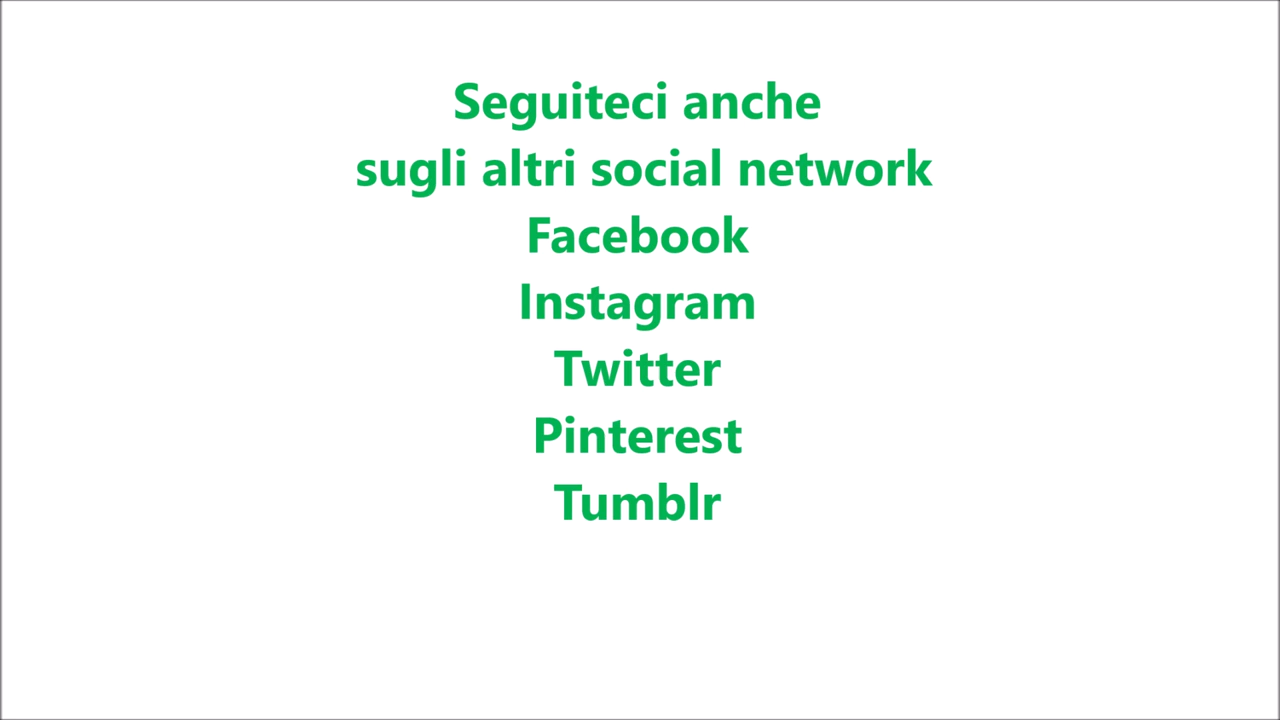 Seguiteci anche
sugli altri social network
Facebook
Instagram
Twitter
Pinterest
Tumblr